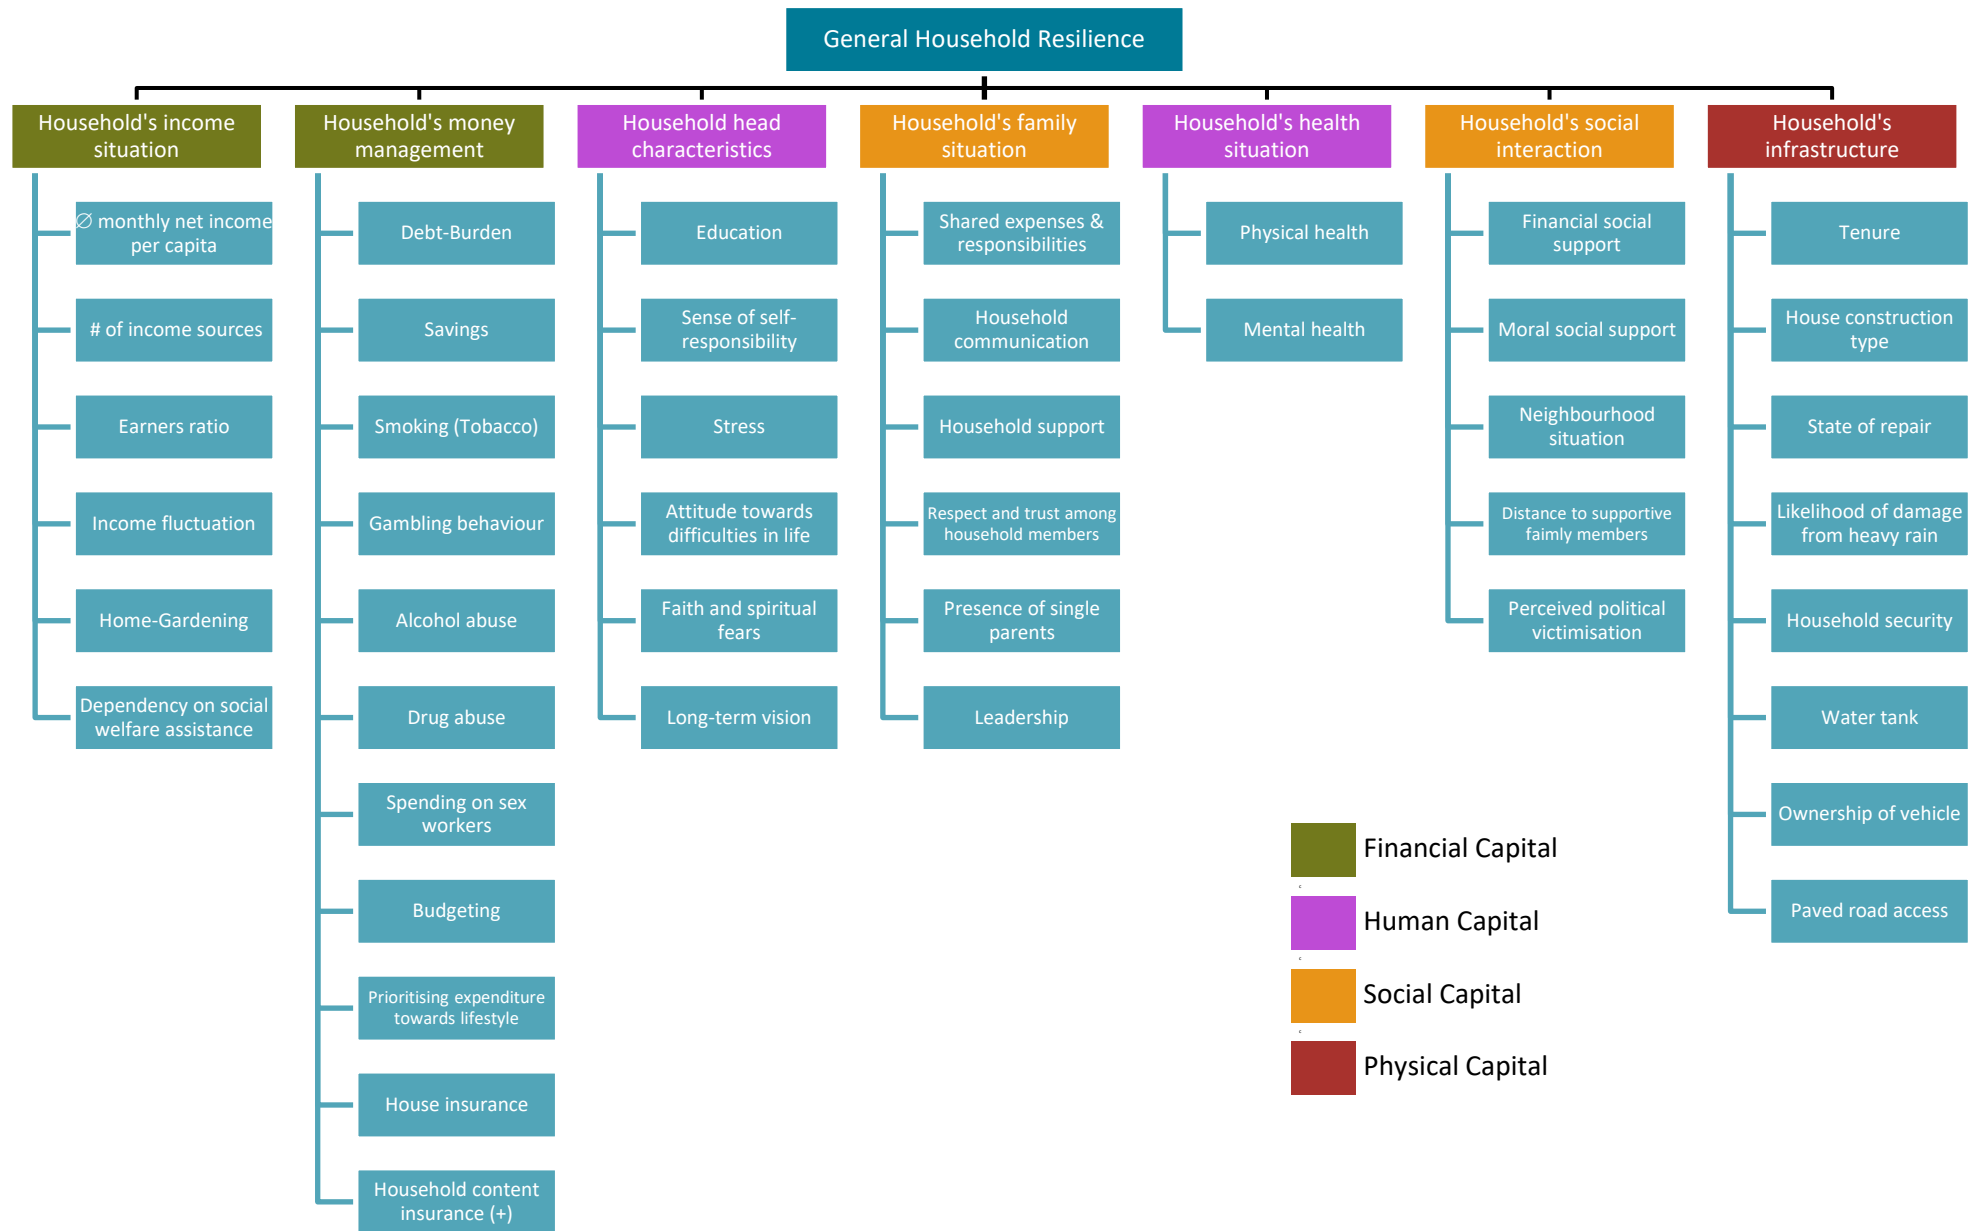 General Household Resilience
Household's income
situation
∅ monthly net income
per capita
# of income sources
Earners ratio
Income fluctuation
Home-Gardening
Dependency on social
welfare assistance
Household's money
management
Debt-Burden
Savings
Smoking (Tobacco)
Gambling behaviour
Alcohol abuse
Drug abuse
Spending on sex
workers
Budgeting
Prioritising expenditure
towards lifestyle
House insurance
Household content
insurance (+)
Household head
characteristics
Education
Sense of self-
responsibility
Stress
Attitude towards
difficulties in life
Faith and spiritual
fears
Long-term vision
Household's family
situation
Shared expenses &
responsibilities
Household
communication
Household support
Respect and trust among
household members
Presence of single
parents
Leadership
Household's health
situation
Physical health
Mental health
Household's social
interaction
Financial social
support
Moral social support
Neighbourhood
situation
Distance to supportive
faimly members
Perceived political
victimisation
Household's
infrastructure
Tenure
House construction
type
State of repair
Likelihood of damage
from heavy rain
Household security
Water tank
Ownership of vehicle
Paved road access
Financial Capital
Human Capital
Social Capital
Physical Capital